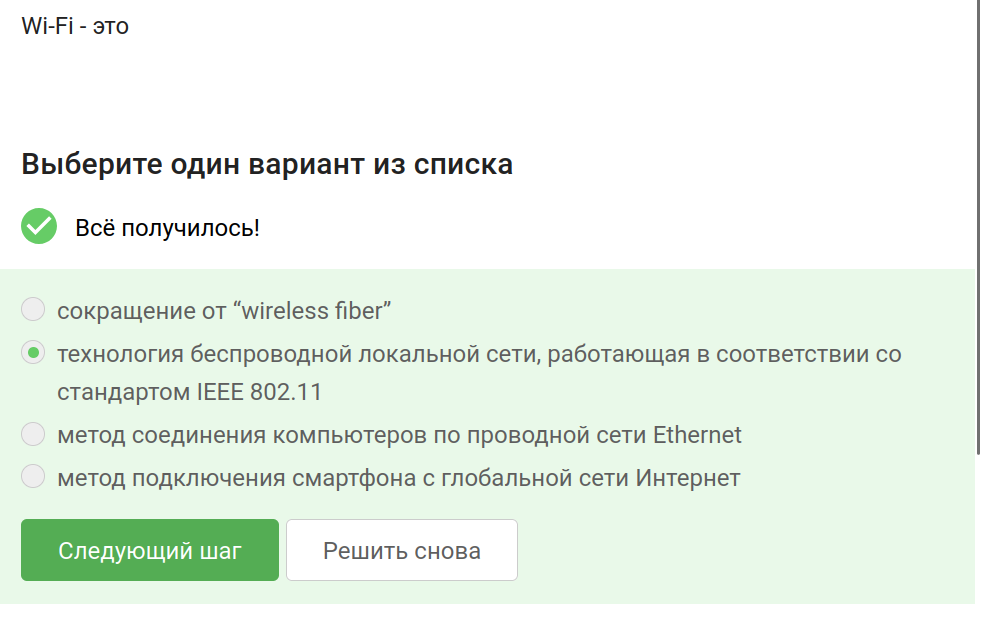 Wi-Fi - это
Выберите один вариант из списка
Всё получилось!
сокращение от “wireless fiber”
технология беспроводной локальной сети, работающая в соответствии со
стандартом IEEE 802.11
метод соединения компьютеров по проводной сети Ethernet
метод подключения смартфона с глобальной сети Интернет
Следующий шаг
Решить снова